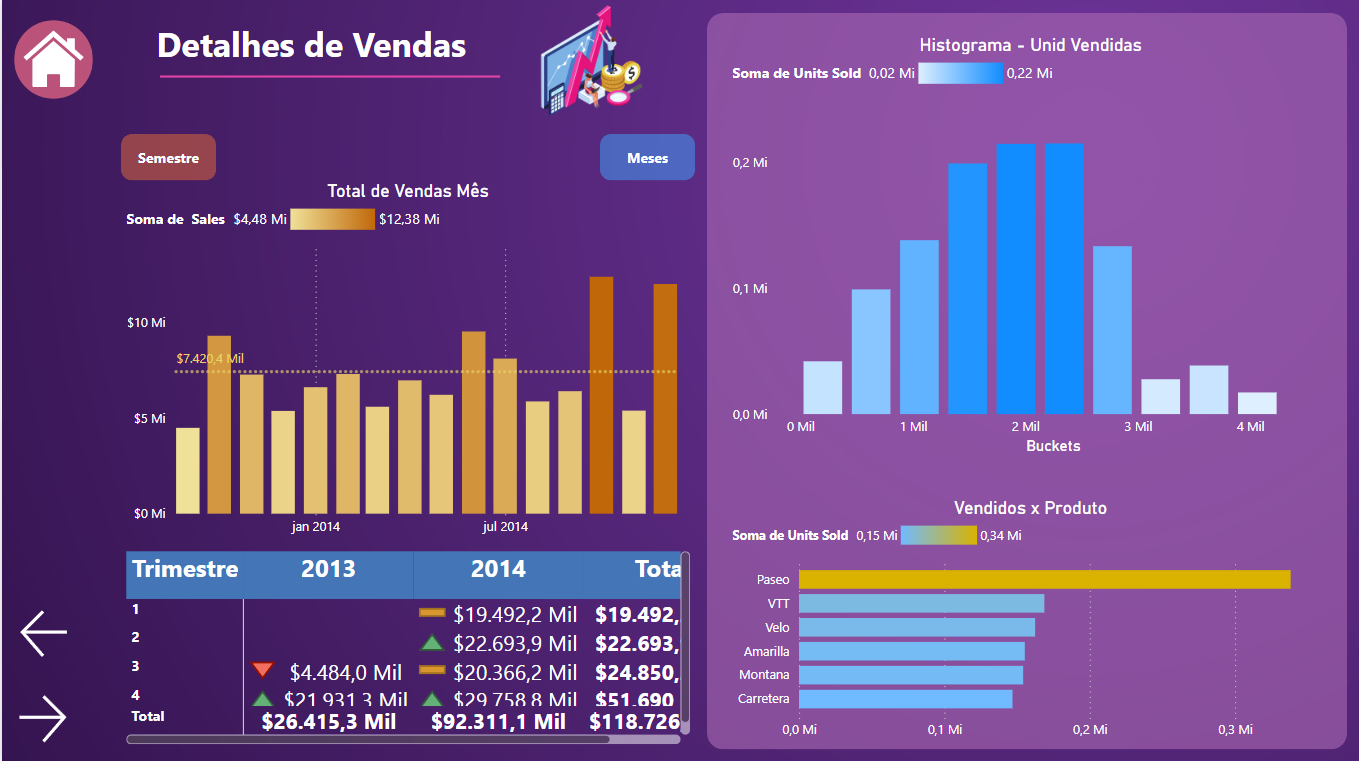 Detalhes de Vendas
Semestre
Meses
Total de Vendas Mês
Soma de Sales $4,48 Mi $12,38 Mi
$10 Mi
$7.420,4 Mil
$5 Mi
$0 Mi
jan 2014 jul 2014
Trimestre 2013 2014 Tota
1 $19.492,2 Mil $19.492,
2 $22.693,9 Mil $22.693,
3 $4.484,0 Mil $20.366,2 Mil $24.850,
4 $21.931,3 Mil $29.758,8 Mil $51.690
Total $26.415,3 Mil $92.311,1 Mil $118.726
Histograma - Unid Vendidas
Soma de Units Sold 0,02 Mi 0,22 Mi
0,2 Mi
0,1 Mi
0,0 Mi
0 Mil 1 Mil 2 Mil 3 Mil 4 Mil
Buckets
Vendidos x Produto
Soma de Units Sold 0,15 Mi 0,34 Mi
Paseo
VTT
Velo
Amarilla
Montana
Carretera
0,0 Mi 0,1 Mi 0,2 Mi 0,3 Mi